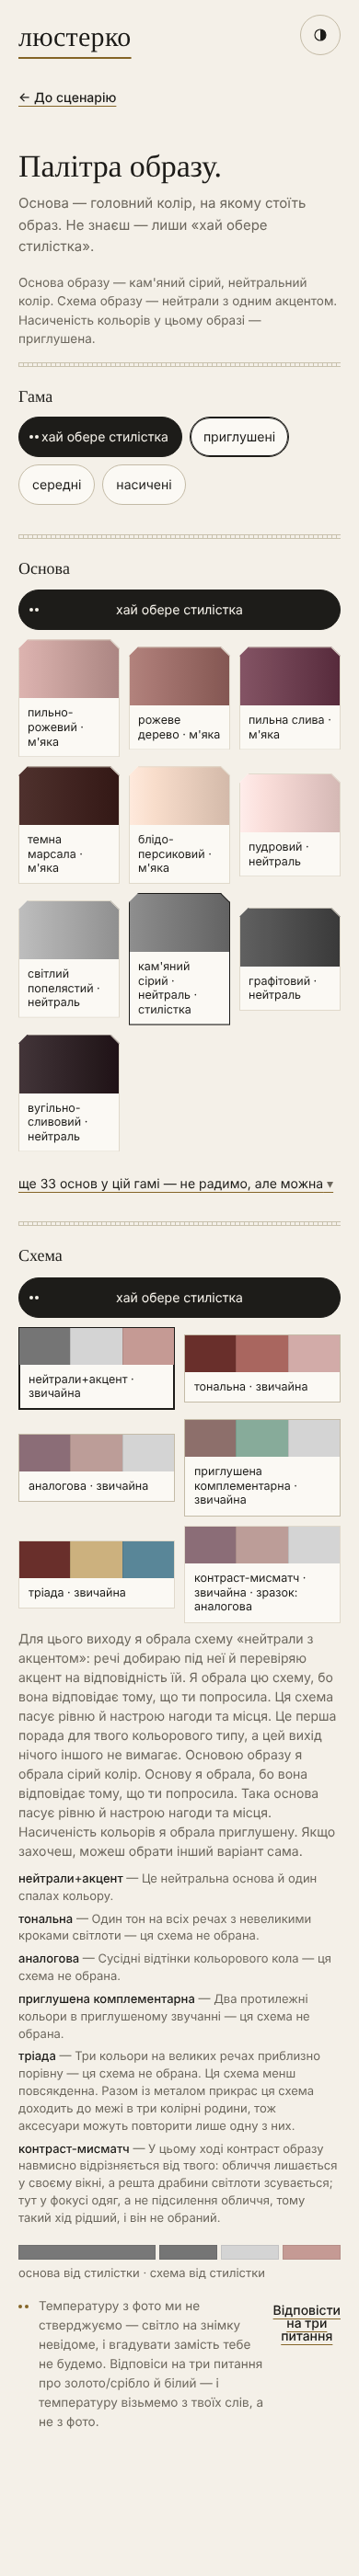 люстерко
← До сценарію
Палітра образу.
Основа — головний колір, на якому стоїть
образ. Не знаєш — лиши «хай обере
стилістка».
Основа образу — кам'яний сірий, нейтральний
колір. Схема образу — нейтрали з одним акцентом.
Насиченість кольорів у цьому образі —
приглушена.
Гама
хай обере стилістка
приглушені
середні
насичені
Основа
хай обере стилістка
пильно-
рожевий ·
м'яка
рожеве
дерево · м'яка
пильна слива ·
м'яка
темна
марсала ·
м'яка
блідо-
персиковий ·
м'яка
пудровий ·
нейтраль
світлий
попелястий ·
нейтраль
кам'яний
сірий ·
нейтраль ·
стилістка
графітовий ·
нейтраль
вугільно-
сливовий ·
нейтраль
ще 33 основ у цій гамі — не радимо, але можна ▾
Схема
хай обере стилістка
нейтрали+акцент ·
звичайна
тональна · звичайна
аналогова · звичайна
приглушена
комплементарна ·
звичайна
тріада · звичайна
контраст-мисматч ·
звичайна · зразок:
аналогова
Для цього виходу я обрала схему «нейтрали з
акцентом»: речі добираю під неї й перевіряю
акцент на відповідність їй. Я обрала цю схему, бо
вона відповідає тому, що ти попросила. Ця схема
пасує рівню й настрою нагоди та місця. Це перша
порада для твого кольорового типу, а цей вихід
нічого іншого не вимагає. Основою образу я
обрала сірий колір. Основу я обрала, бо вона
відповідає тому, що ти попросила. Така основа
пасує рівню й настрою нагоди та місця.
Насиченість кольорів я обрала приглушену. Якщо
захочеш, можеш обрати інший варіант сама.
нейтрали+акцент — Це нейтральна основа й один
спалах кольору.
тональна — Один тон на всіх речах з невеликими
кроками світлоти — ця схема не обрана.
аналогова — Сусідні відтінки кольорового кола — ця
схема не обрана.
приглушена комплементарна — Два протилежні
кольори в приглушеному звучанні — ця схема не
обрана.
тріада — Три кольори на великих речах приблизно
порівну — ця схема не обрана. Ця схема менш
повсякденна. Разом із металом прикрас ця схема
доходить до межі в три колірні родини, тож
аксесуари можуть повторити лише одну з них.
контраст-мисматч — У цьому ході контраст образу
навмисно відрізняється від твого: обличчя лишається
у своєму вікні, а решта драбини світлоти зсувається;
тут у фокусі одяг, а не підсилення обличчя, тому
такий хід рідший, і він не обраний.
основа від стилістки · схема від стилістки
Температуру з фото ми не
стверджуємо — світло на знімку
невідоме, і вгадувати замість тебе
не будемо. Відповіси на три питання
про золото/срібло й білий — і
температуру візьмемо з твоїх слів, а
не з фото.
Відповісти
на три
питання